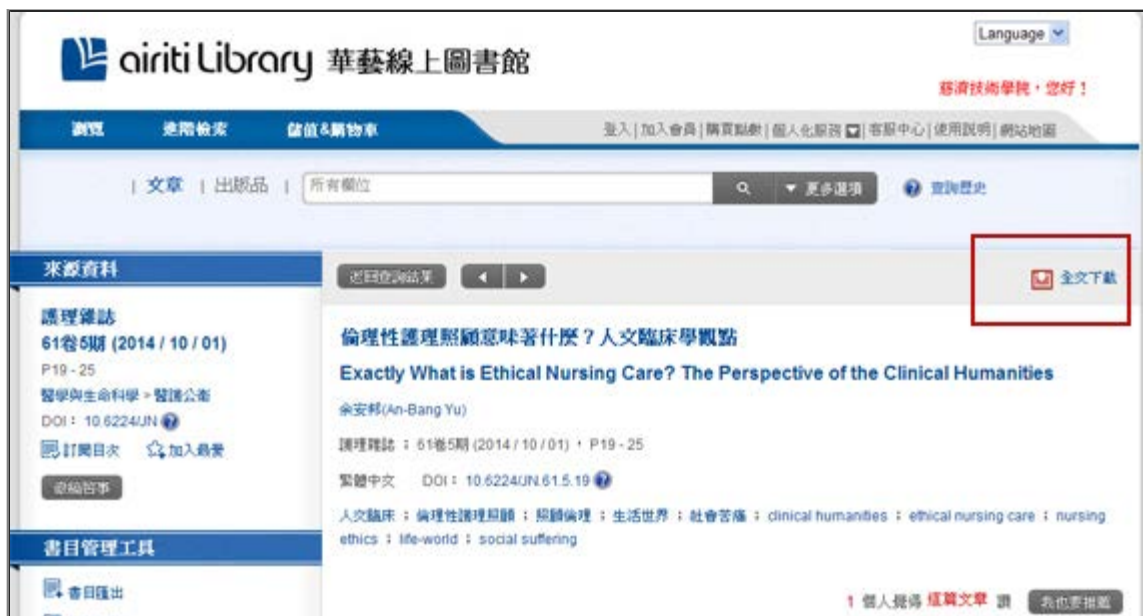 Language
airiti Library 華藝線上圖書館
慈濟技術學院，您好！
瀏覽 進階檢索 儲值&購物車 登入|加入會員|購買點數|個人化服務|客服中心|使用說明|網站地圖
| 文章 | 出版品 | 所有欄位 更多選項 查詢歷史
來源資料
返回查詢結果
全文下載
護理雜誌
61卷5期 (2014 / 10 / 01)
P19 - 25
醫學與生命科學 > 醫護公衛
DOI： 10.6224/JN
訂閱目次 加入最愛
書目管理工具
書目匯出
倫理性護理照顧意味著什麼？人文臨床學觀點
Exactly What is Ethical Nursing Care? The Perspective of the Clinical Humanities
余安邦(An-Bang Yu)
護理雜誌 ； 61卷5期 (2014 / 10 / 01) ， P19 - 25
繁體中文 DOI： 10.6224/JN.61.5.19
人文臨床 ； 倫理性護理照顧 ； 照顧倫理 ； 生活世界 ； 社會苦痛 ； clinical humanities ； ethical nursing care ； nursing
ethics ； life-world ； social suffering
1 個人覺得 這篇文章 讚 我也要推薦